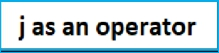 j as an operator